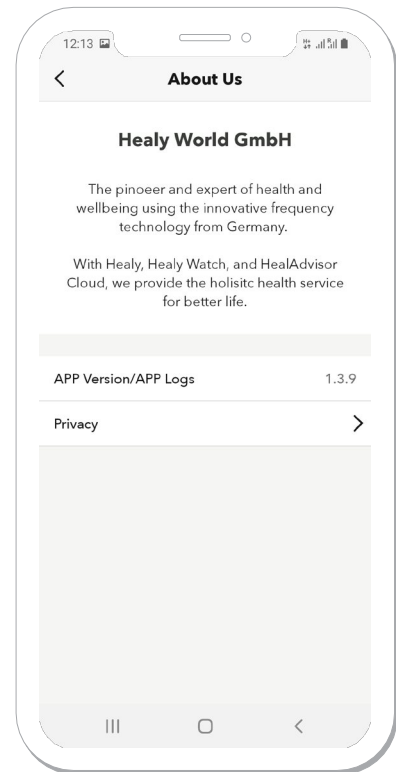 12:13
About Us
Healy World GmbH
The pinoeer and expert of health and
wellbeing using the innovative frequency
technology from Germany.
With Healy, Healy Watch, and HealAdvisor
Cloud, we provide the holisitc health service
for better life.
APP Version/APP Logs 1.3.9
Privacy